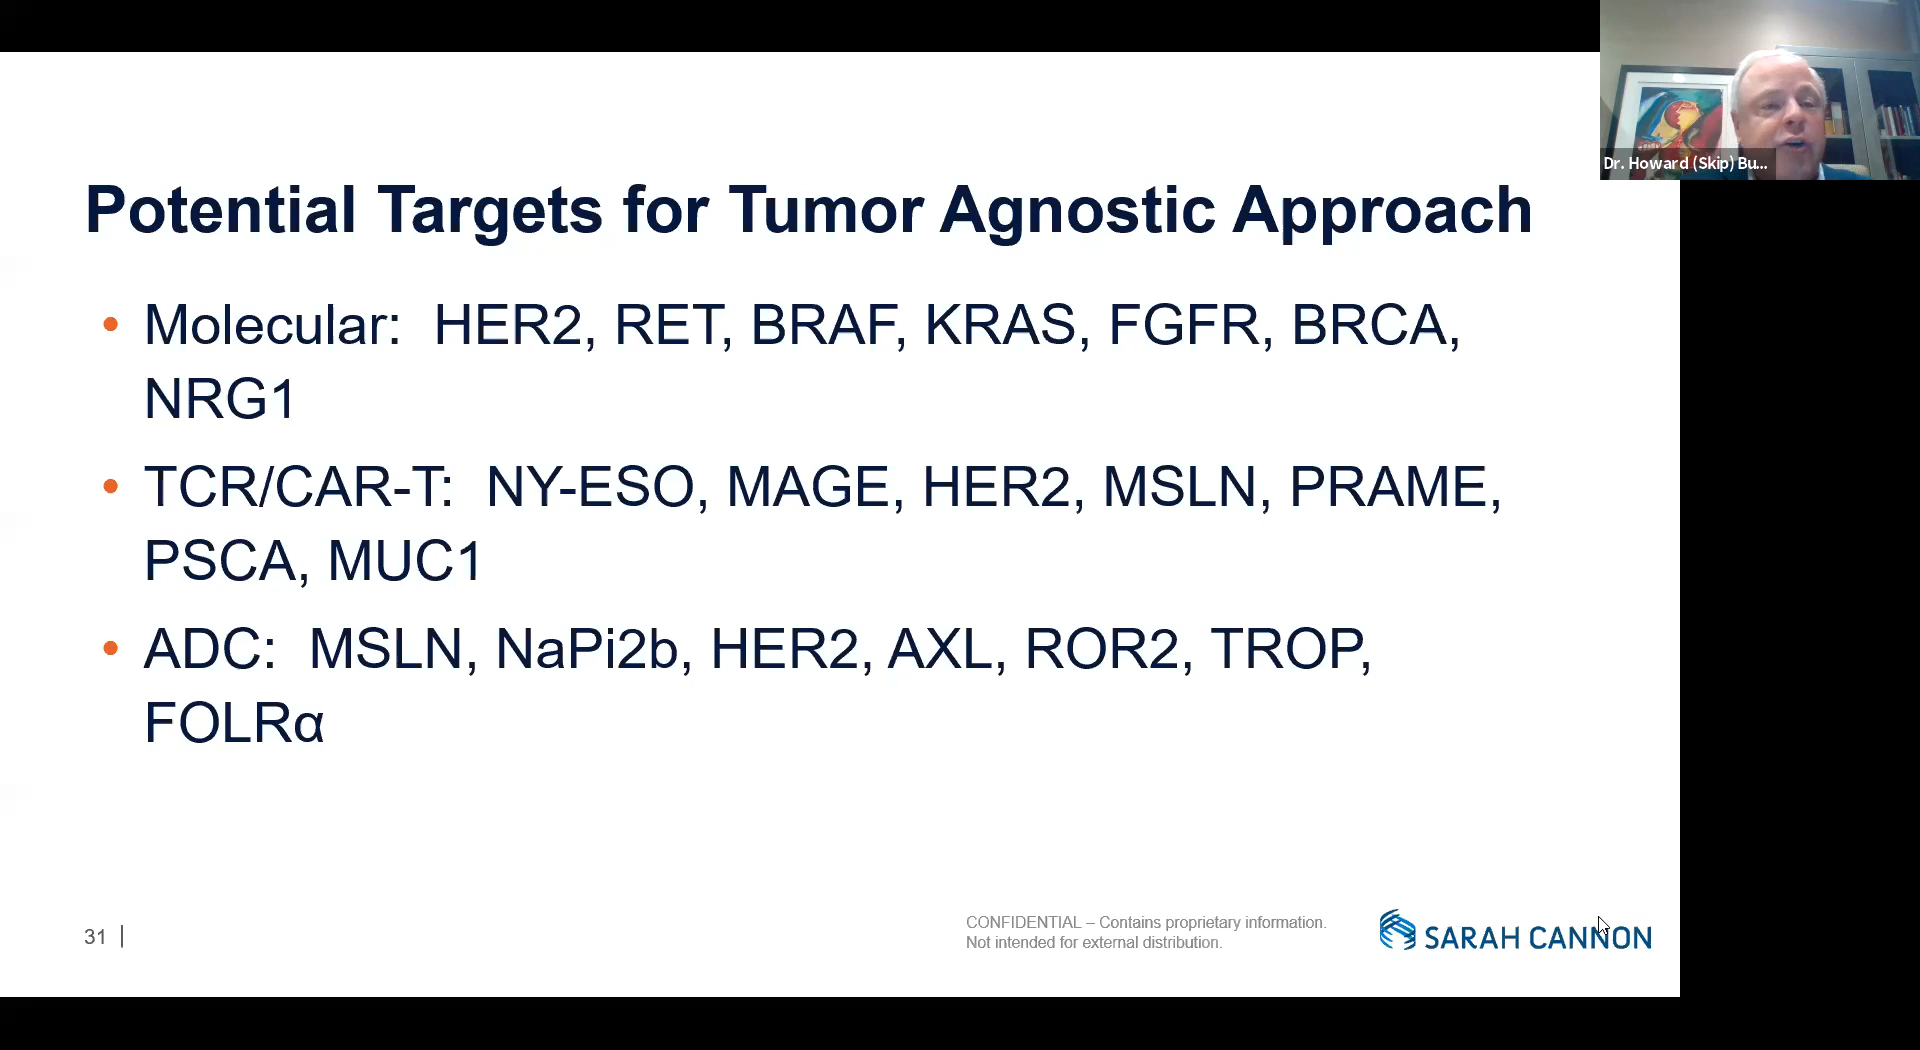 Dr. Howard (Skip) Bu...
Potential Targets for Tumor Agnostic Approach
• Molecular: HER2, RET, BRAF, KRAS, FGFR, BRCA,
NRG1
• TCR/CAR-T: NY-ESO, MAGE, HER2, MSLN, PRAME,
PSCA, MUC1
• ADC: MSLN, NaPi2b, HER2, AXL, ROR2, TROP,
FOLRα
31 |
CONFIDENTIAL – Contains proprietary information.
Not intended for external distribution.
SARAH CANNON